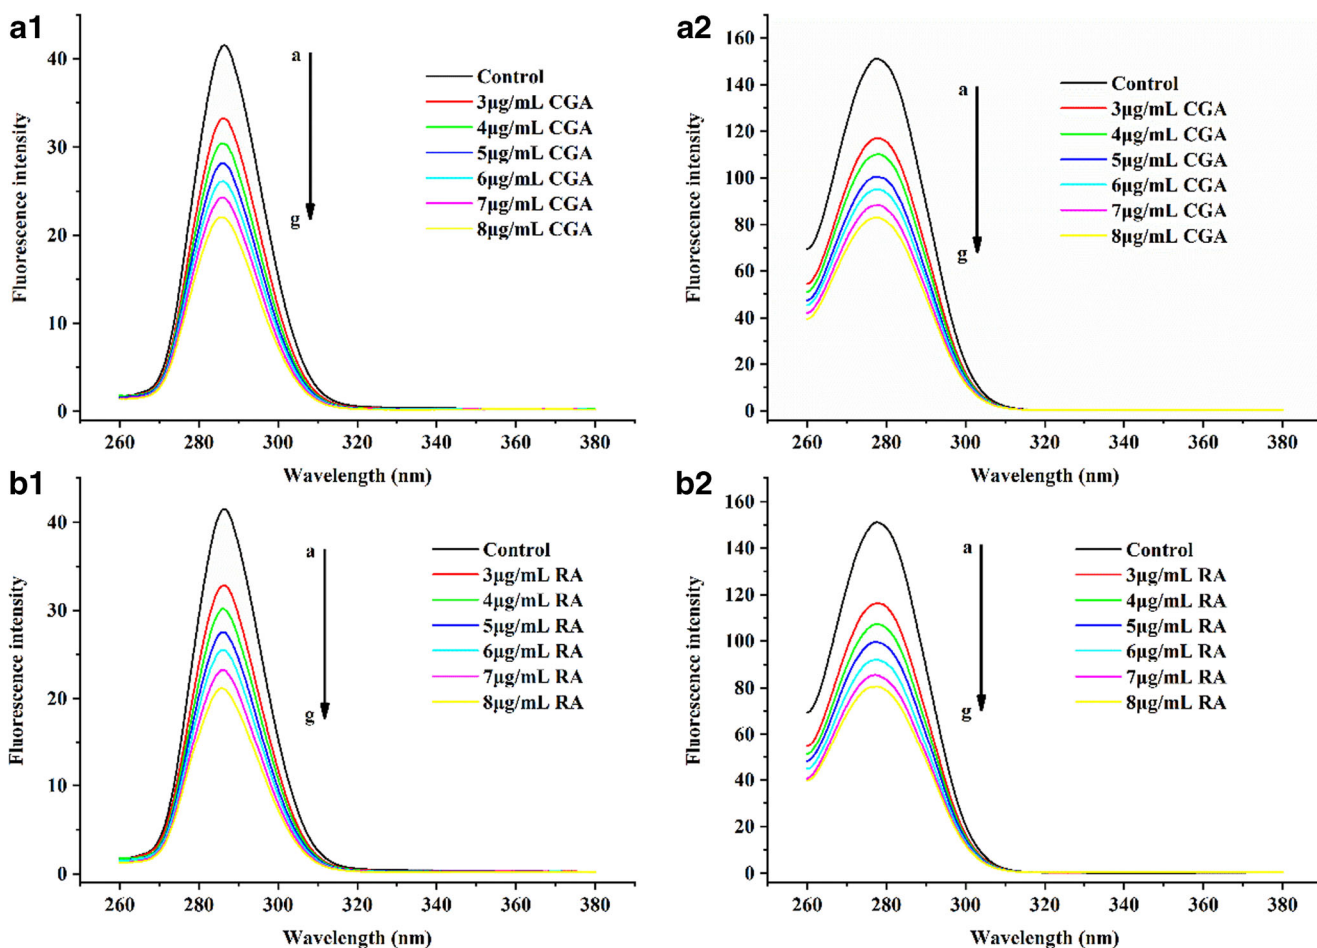 a1
Fluorescence intensity
40
30
20
10
0
a
g
Control
3µg/mL CGA
4µg/mL CGA
5µg/mL CGA
6µg/mL CGA
7µg/mL CGA
8µg/mL CGA
260 280 300 320 340 360 380
Wavelength (nm)
a2
Fluorescence intensity
160
140
120
100
80
60
40
20
0
a
g
Control
3µg/mL CGA
4µg/mL CGA
5µg/mL CGA
6µg/mL CGA
7µg/mL CGA
8µg/mL CGA
260 280 300 320 340 360 380
Wavelength (nm)
b1
Fluorescence intensity
40
30
20
10
0
a
g
Control
3µg/mL RA
4µg/mL RA
5µg/mL RA
6µg/mL RA
7µg/mL RA
8µg/mL RA
260 280 300 320 340 360 380
Wavelength (nm)
b2
Fluorescence intensity
160
140
120
100
80
60
40
20
0
a
g
Control
3µg/mL RA
4µg/mL RA
5µg/mL RA
6µg/mL RA
7µg/mL RA
8µg/mL RA
260 280 300 320 340 360 380
Wavelength (nm)